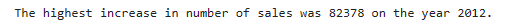 The highest increase in number of sales was 82378 on the year 2012.